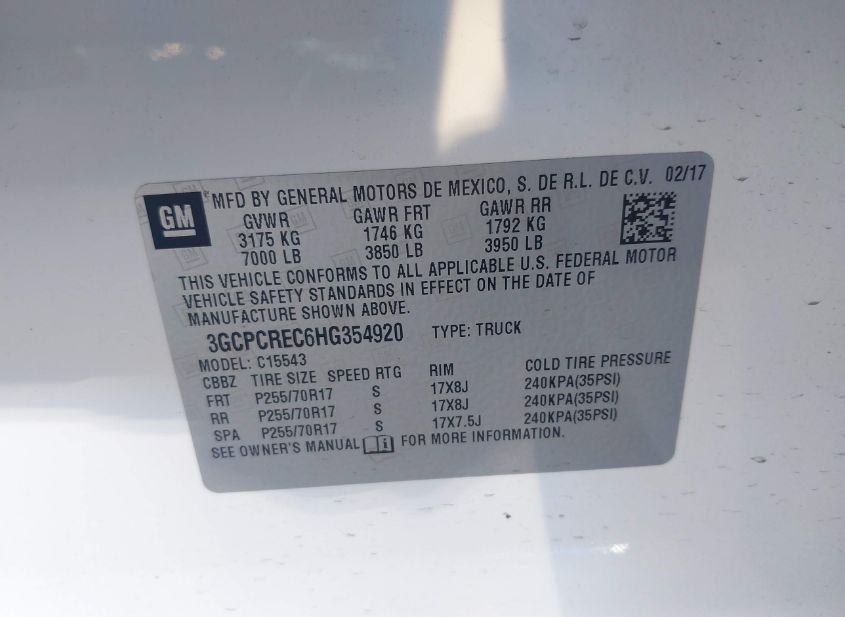 GM
MFD BY GENERAL MOTORS DE MEXICO, S. DE R.L. DE C.V. 02/17
GVWR GAWR FRT GAWR RR
3175 KG 1746 KG 1792 KG
7000 LB 3850 LB 3950 LB
THIS VEHICLE CONFORMS TO ALL APPLICABLE U.S. FEDERAL MOTOR
VEHICLE SAFETY STANDARDS IN EFFECT ON THE DATE OF
MANUFACTURE SHOWN ABOVE.
3GCPCREC6HG354920 TYPE: TRUCK
MODEL: C15543
CBBZ TIRE SIZE SPEED RTG RIM COLD TIRE PRESSURE
FRT P255/70R17 S 17X8J 240KPA(35PSI)
RR P255/70R17 S 17X8J 240KPA(35PSI)
SPA P255/70R17 S 17X7.5J 240KPA(35PSI)
SEE OWNER'S MANUAL i FOR MORE INFORMATION.